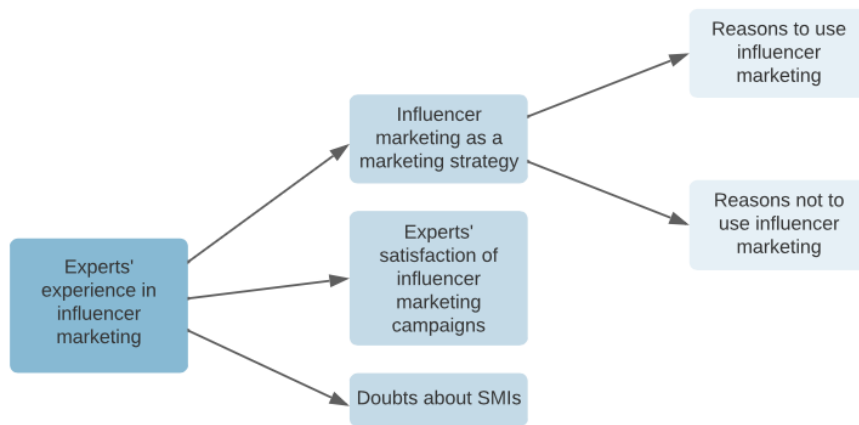 Reasons to use
influencer
marketing
Influencer
marketing as a
marketing strategy
Reasons not to
use influencer
marketing
Experts'
satisfaction of
influencer
marketing
campaigns
Experts'
experience in
influencer
marketing
Doubts about SMIs